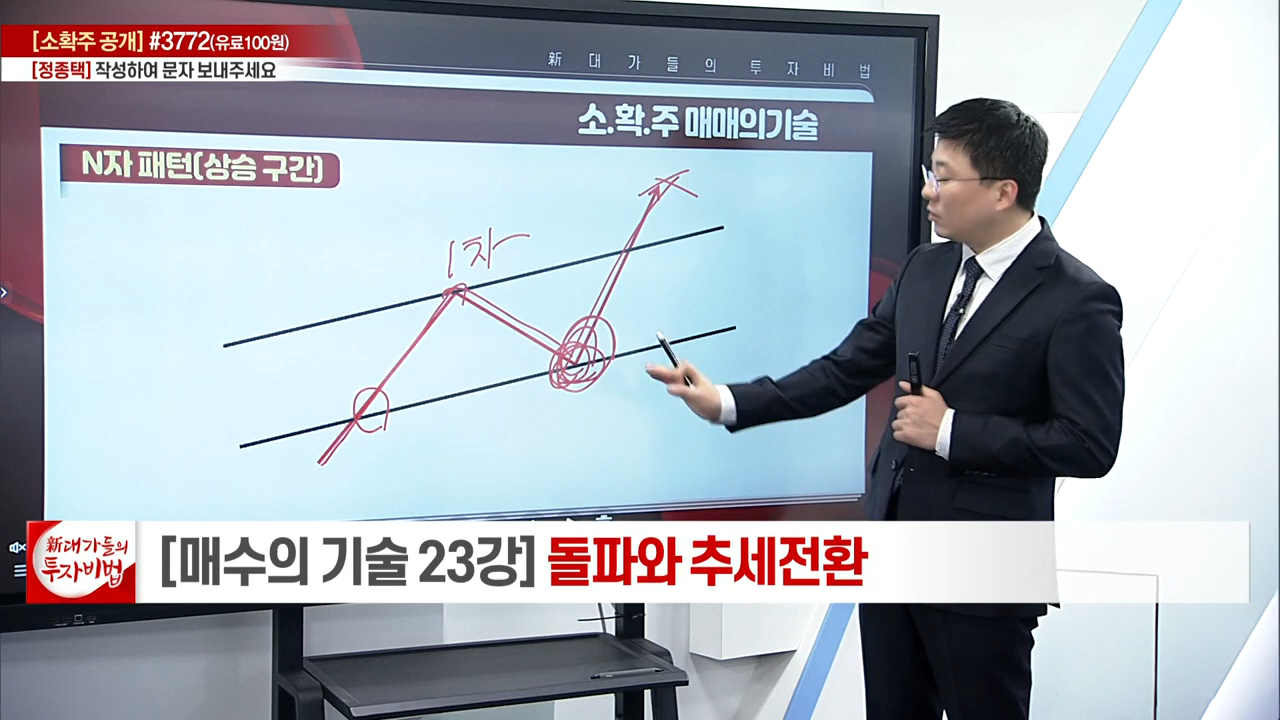 [소확주 공개] #3772(유료100원)
[정종택] 작성하여 문자 보내주세요
新 대 가 들 의 투 자 비 법
소.확.주 매매의기술
N자 패턴(상승 구간)
1차
新대가들의
투자비법
[매수의 기술 23강] 돌파와 추세전환